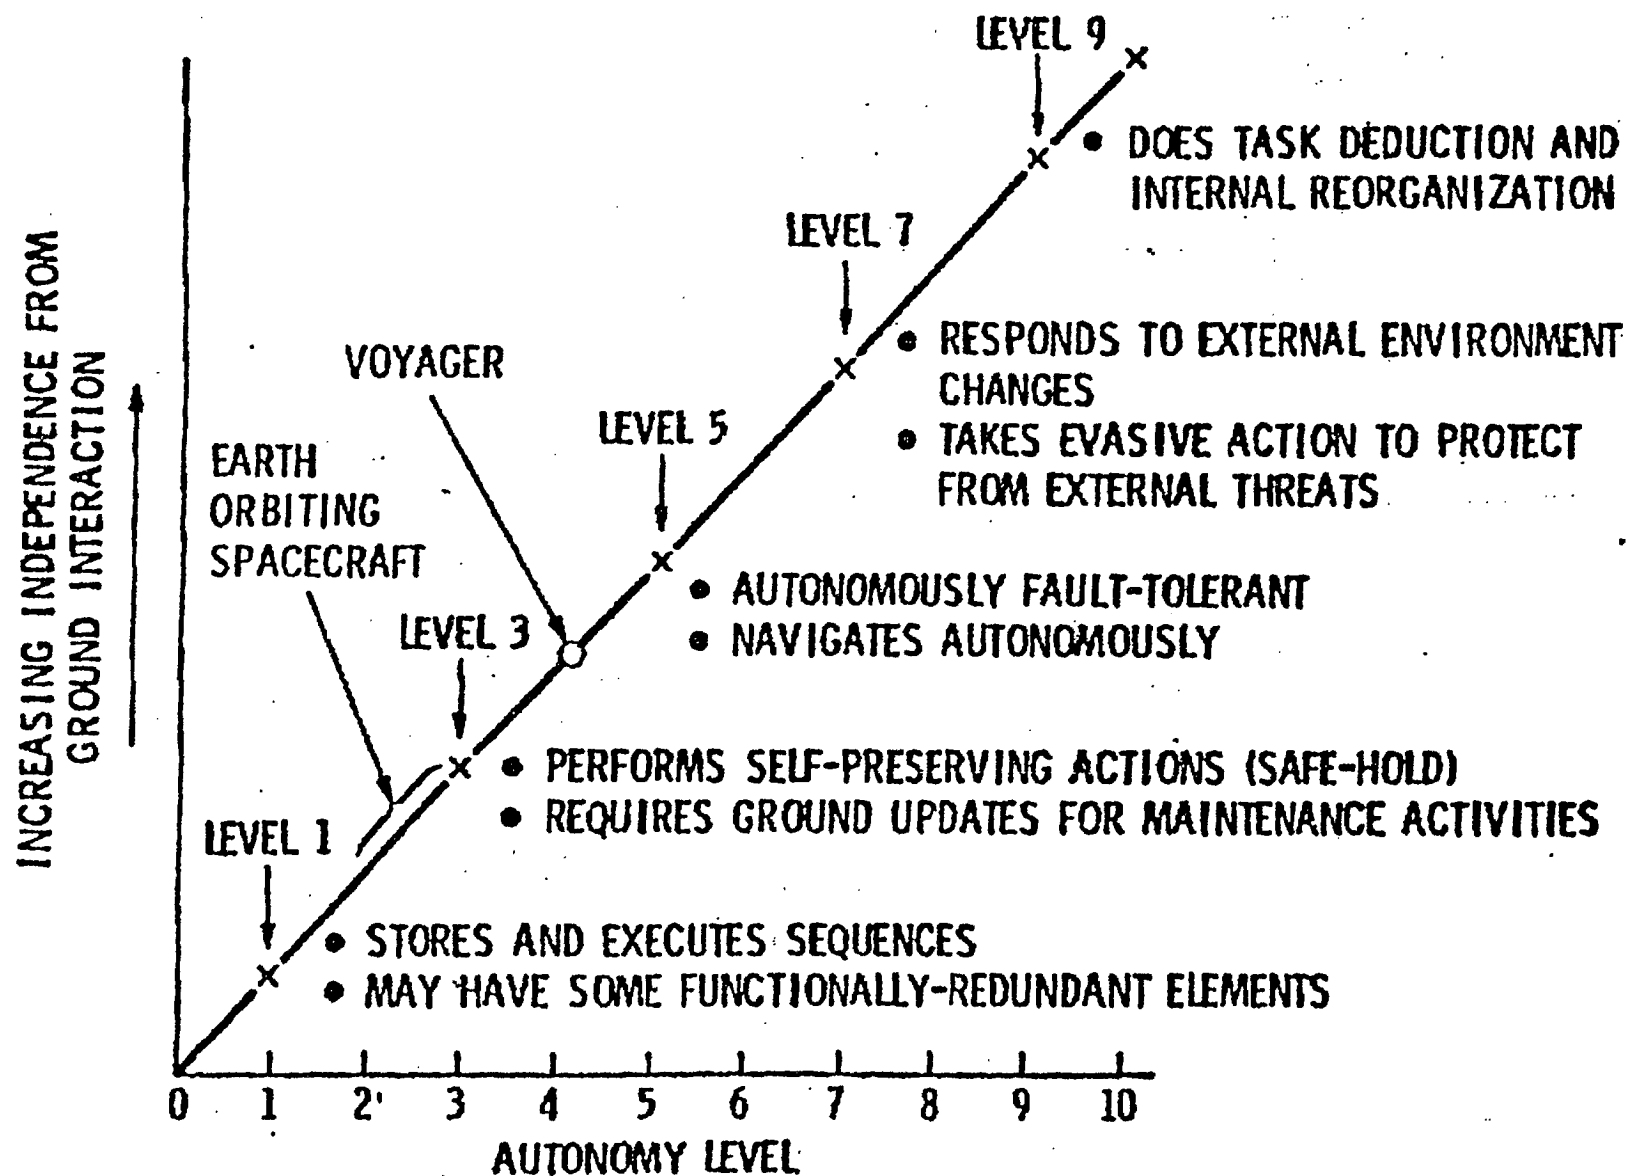 LEVEL 9
• DOES TASK DEDUCTION AND
INTERNAL REORGANIZATION
LEVEL 7
• RESPONDS TO EXTERNAL ENVIRONMENT
CHANGES
• TAKES EVASIVE ACTION TO PROTECT
FROM EXTERNAL THREATS
VOYAGER
LEVEL 5
• AUTONOMOUSLY FAULT-TOLERANT
• NAVIGATES AUTONOMOUSLY
EARTH
ORBITING
SPACECRAFT
LEVEL 3
• PERFORMS SELF-PRESERVING ACTIONS (SAFE-HOLD)
• REQUIRES GROUND UPDATES FOR MAINTENANCE ACTIVITIES
LEVEL 1
• STORES AND EXECUTES SEQUENCES
• MAY HAVE SOME FUNCTIONALLY-REDUNDANT ELEMENTS
INCREASING INDEPENDENCE FROM
GROUND INTERACTION
0 1 2 3 4 5 6 7 8 9 10
AUTONOMY LEVEL